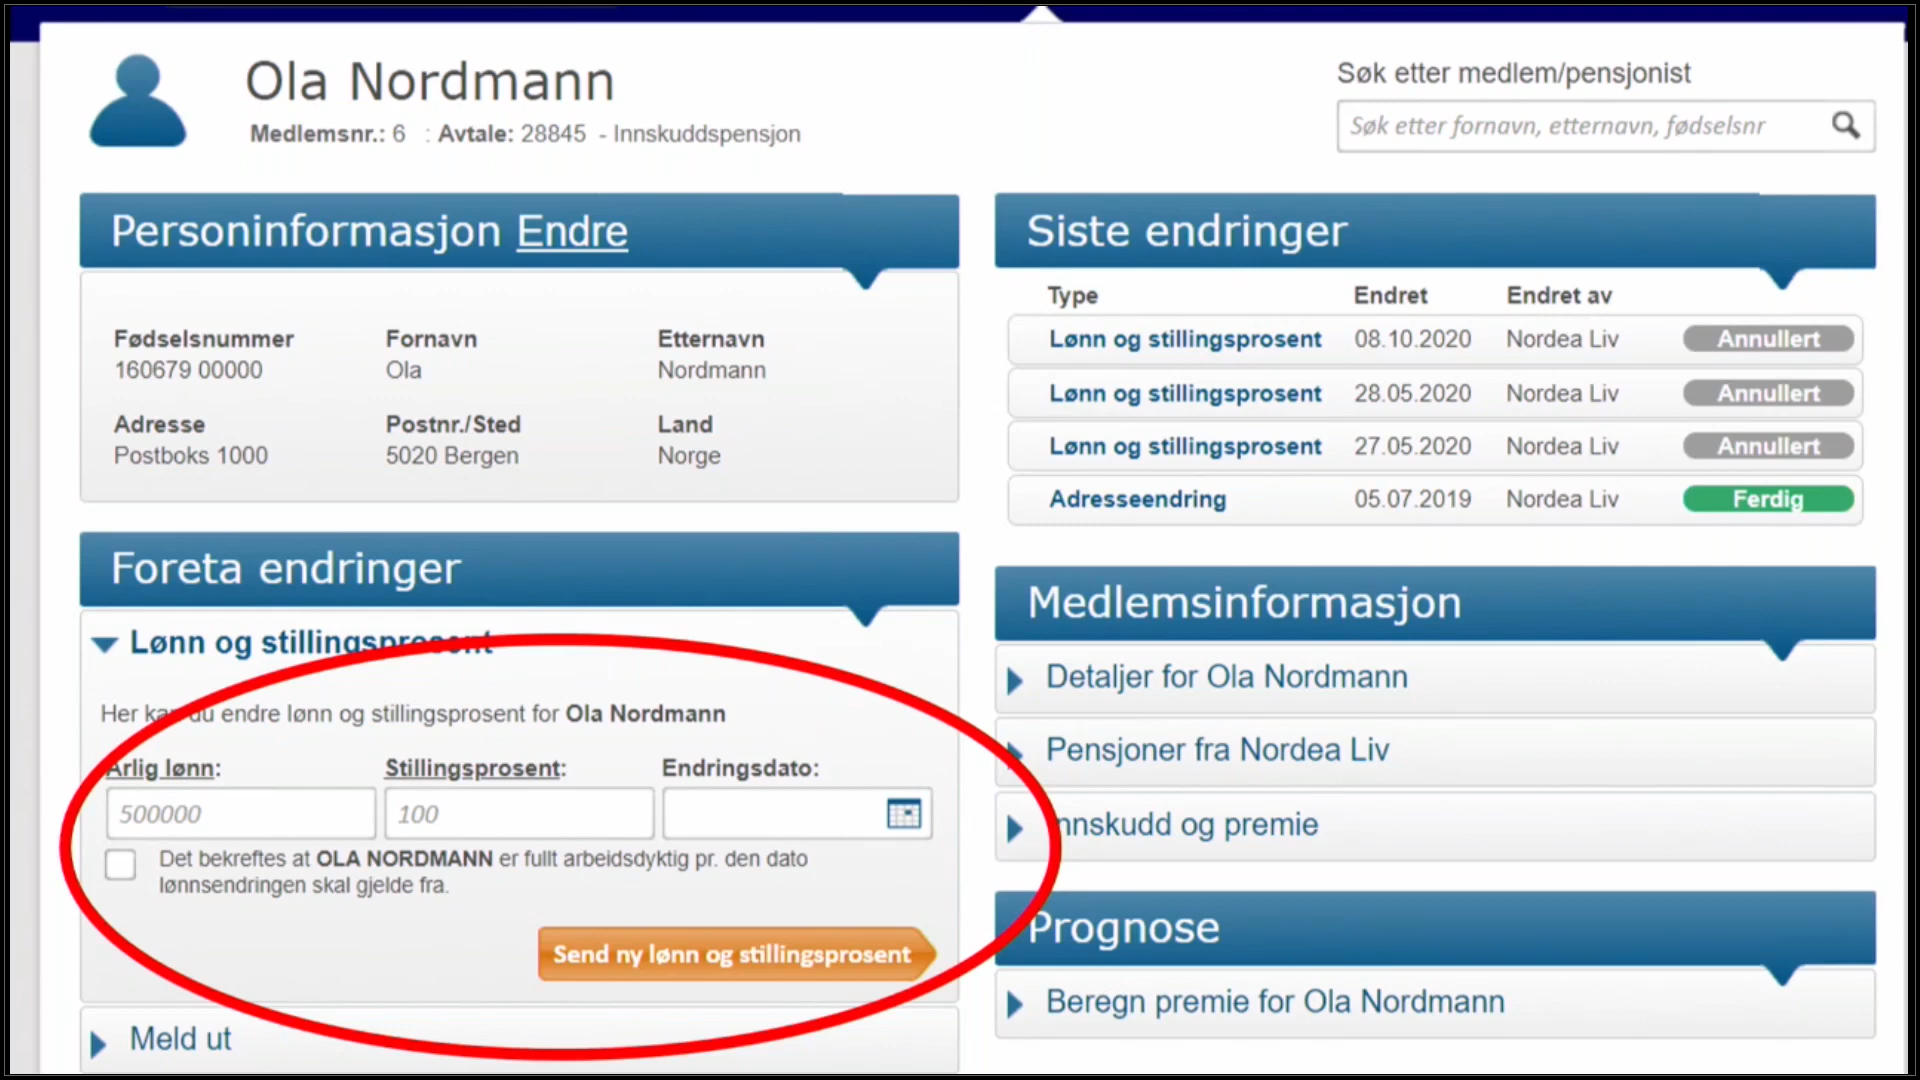 Ola Nordmann
Medlemsnr.: 6 : Avtale: 28845 - Innskuddspensjon
Søk etter medlem/pensjonist
Søk etter fornavn, etternavn, fødselsnr
Personinformasjon Endre
Fødselsnummer Fornavn Etternavn
160679 00000 Ola Nordmann
Adresse Postnr./Sted Land
Postboks 1000 5020 Bergen Norge
Siste endringer
Type Endret Endret av
Lønn og stillingsprosent 08.10.2020 Nordea Liv Annullert
Lønn og stillingsprosent 28.05.2020 Nordea Liv Annullert
Lønn og stillingsprosent 27.05.2020 Nordea Liv Annullert
Adresseendring 05.07.2019 Nordea Liv Ferdig
Foreta endringer
Lønn og stillingsprosent
Her kan du endre lønn og stillingsprosent for Ola Nordmann
Årlig lønn: Stillingsprosent: Endringsdato:
500000 100
Det bekreftes at OLA NORDMANN er fullt arbeidsdyktig pr. den dato
lønnsendringen skal gjelde fra.
Send ny lønn og stillingsprosent
Meld ut
Medlemsinformasjon
Detaljer for Ola Nordmann
Pensjoner fra Nordea Liv
Innskudd og premie
Prognose
Beregn premie for Ola Nordmann